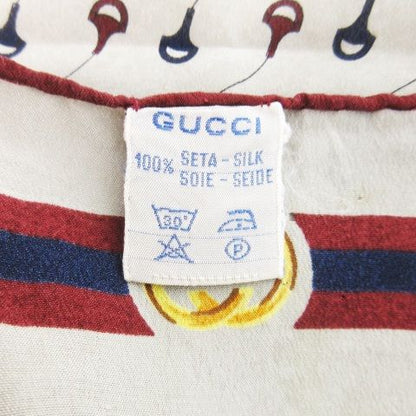 GUCCI
100% SETA - SILK
SOIE - SEIDE
30°
P